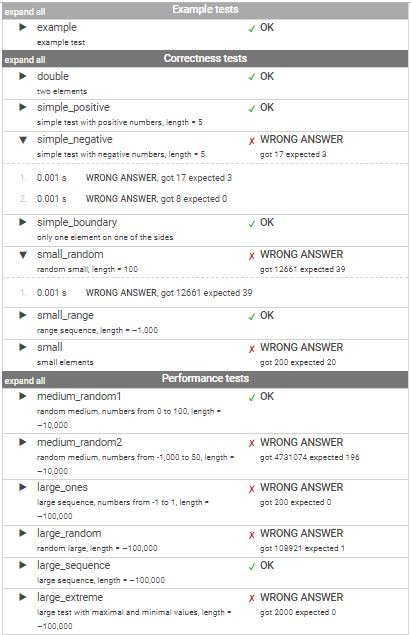 Example tests
expand all
▶ example ✓ OK
example test
expand all Correctness tests
▶ double ✓ OK
two elements
▶ simple_positive ✓ OK
simple test with positive numbers, length = 5
▼ simple_negative ✗ WRONG ANSWER
simple test with negative numbers, length = 5 got 17 expected 3
1. 0.001 s WRONG ANSWER, got 17 expected 3
2. 0.001 s WRONG ANSWER, got 8 expected 0
▶ simple_boundary ✓ OK
only one element on one of the sides
▼ small_random ✗ WRONG ANSWER
random small, length = 100 got 12661 expected 39
1. 0.001 s WRONG ANSWER, got 12661 expected 39
▶ small_range ✓ OK
range sequence, length = ~1,000
▶ small ✗ WRONG ANSWER
small elements got 200 expected 20
expand all Performance tests
▶ medium_random1 ✓ OK
random medium, numbers from 0 to 100, length =
~10,000
▶ medium_random2 ✗ WRONG ANSWER
random medium, numbers from -1,000 to 50, length = got 4731074 expected 196
~10,000
▶ large_ones ✗ WRONG ANSWER
large sequence, numbers from -1 to 1, length = got 200 expected 0
~100,000
▶ large_random ✗ WRONG ANSWER
random large, length = ~100,000 got 108921 expected 1
▶ large_sequence ✓ OK
large sequence, length = ~100,000
▶ large_extreme ✗ WRONG ANSWER
large test with maximal and minimal values, length = got 2000 expected 0
~100,000